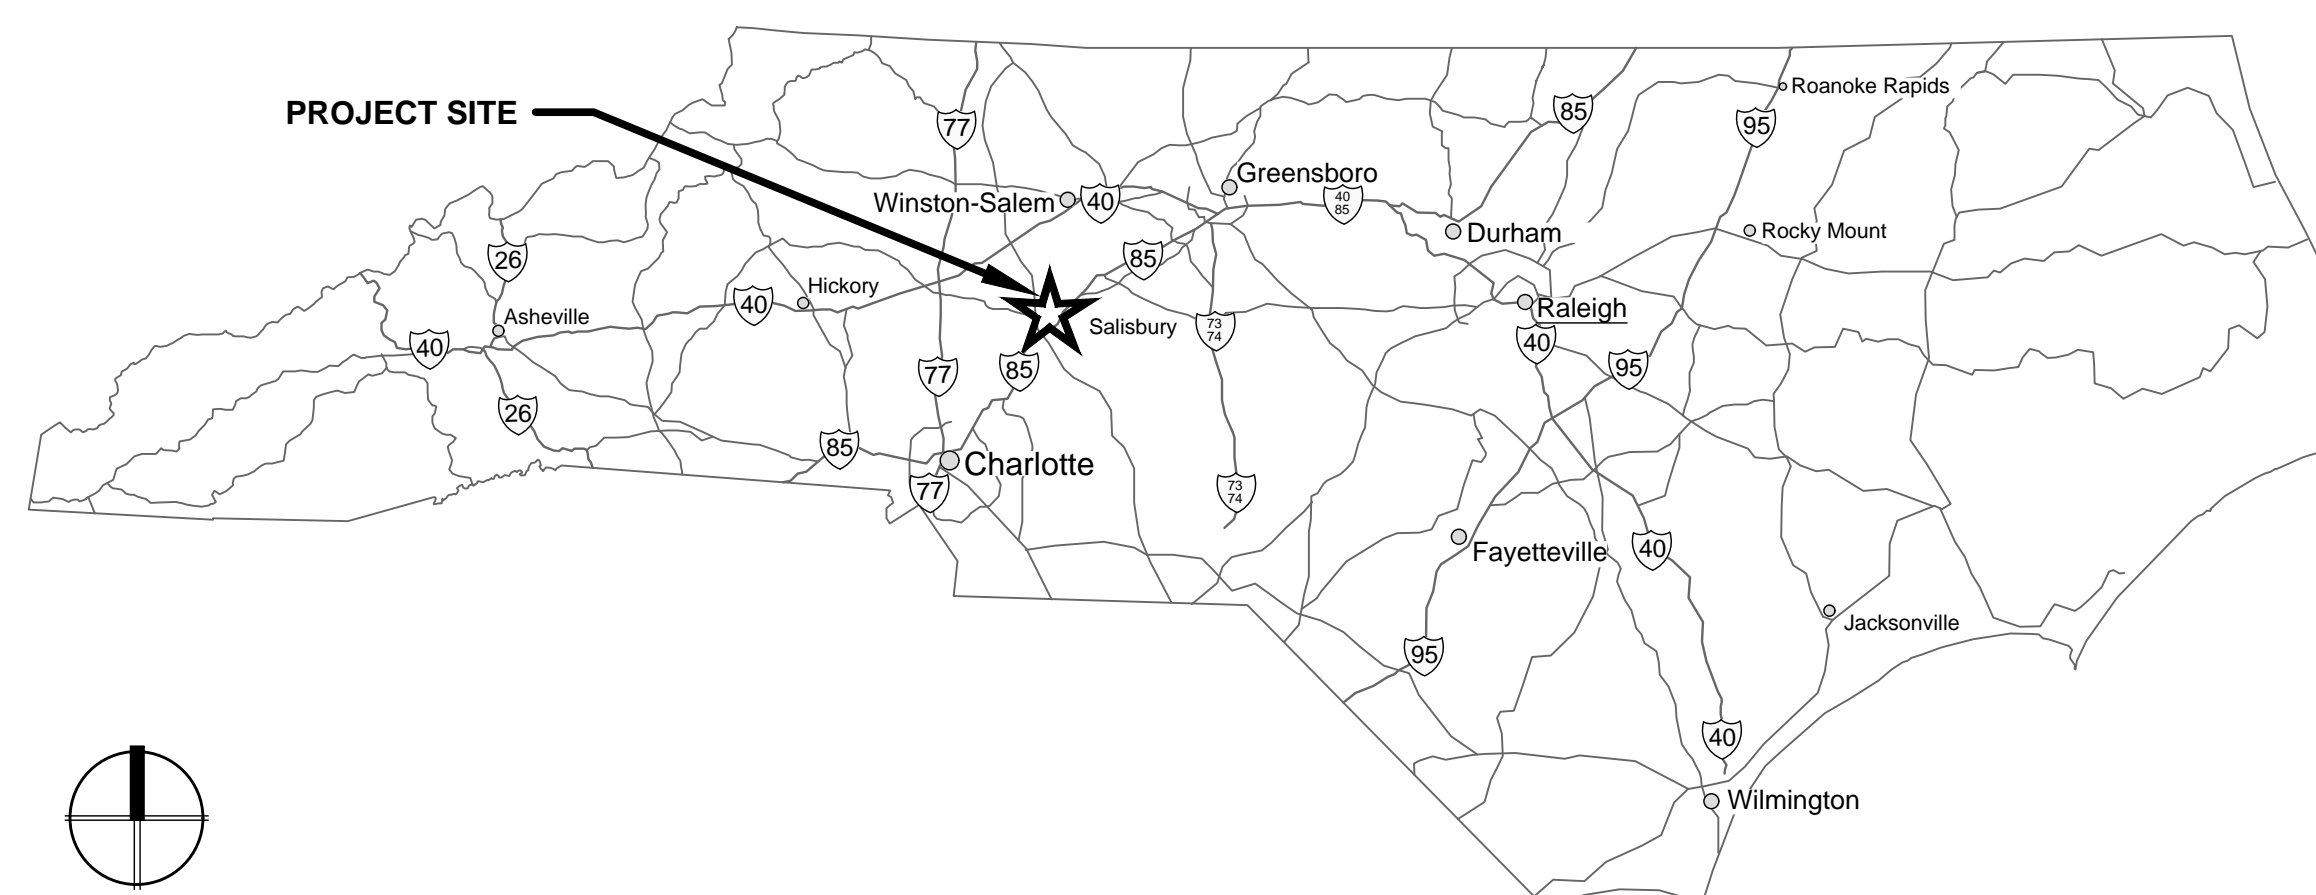 Roanoke Rapids
PROJECT SITE
85
77
95
Greensboro
Winston-Salem
40
40
85
Durham
Rocky Mount
26
85
Hickory
40
Raleigh
Asheville
Salisbury
73
74
40
40
77
85
95
26
85
Charlotte
77
73
74
Fayetteville
40
Jacksonville
95
40
Wilmington